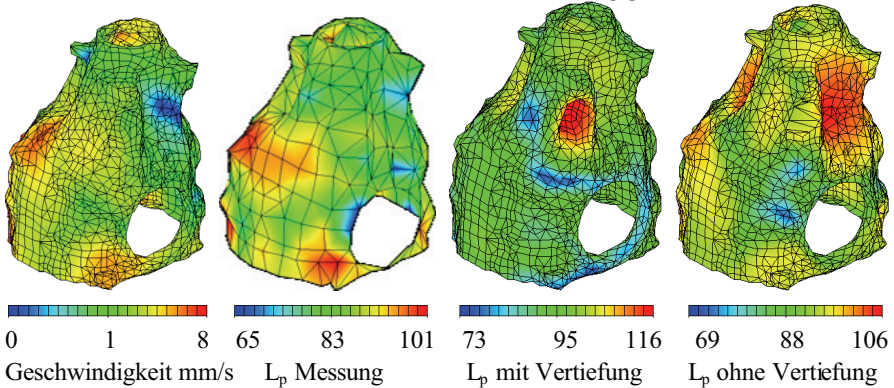 0 1 8 65 83 101 73 95 116 69 88 106
Geschwindigkeit mm/s Lₚ Messung Lₚ mit Vertiefung Lₚ ohne Vertiefung